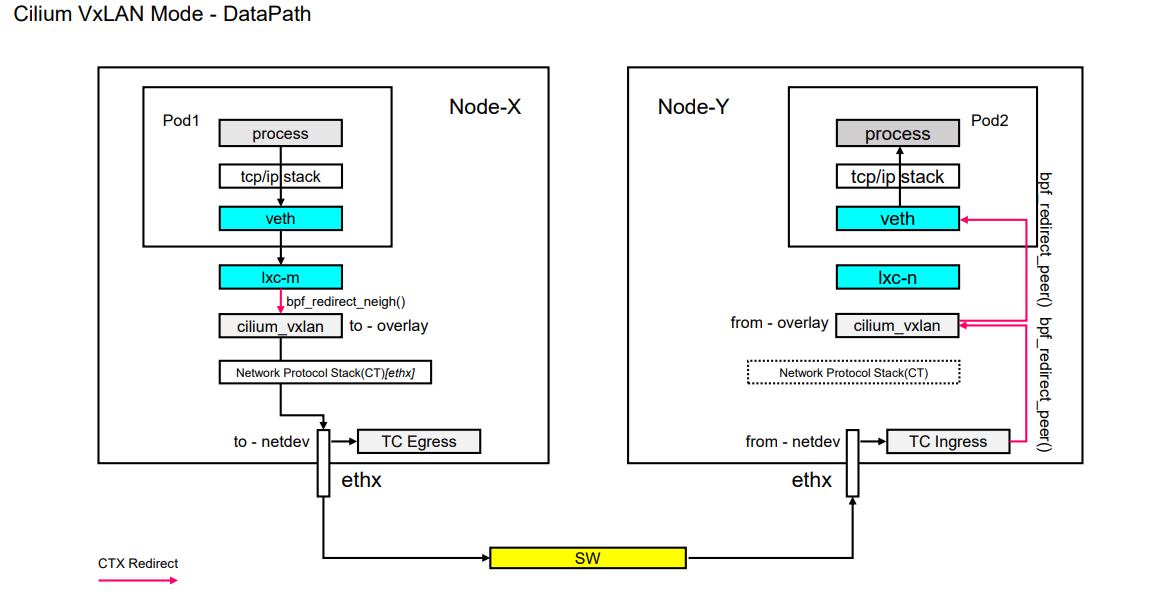 Cilium VxLAN Mode - DataPath
Node-X
Pod1
process
tcp/ip stack
veth
lxc-m
bpf_redirect_neigh()
cilium_vxlan
to - overlay
Network Protocol Stack(CT)[ethx]
to - netdev
TC Egress
ethx
Node-Y
Pod2
process
tcp/ip stack
veth
bpf_redirect_peer()
lxc-n
from - overlay
cilium_vxlan
bpf_redirect_peer()
Network Protocol Stack(CT)
from - netdev
TC Ingress
ethx
SW
CTX Redirect